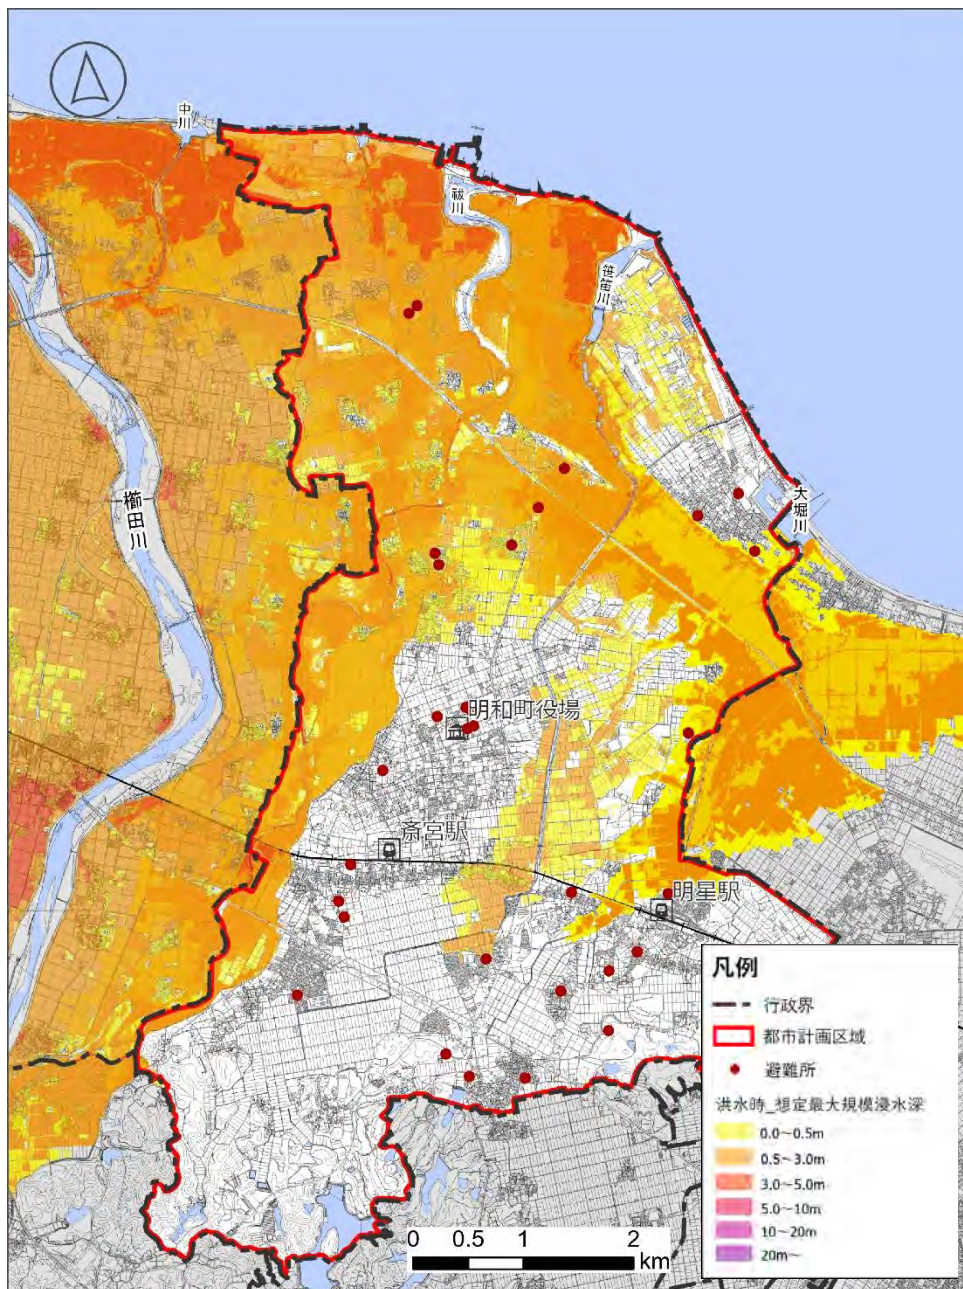 中川
祓川
笹笛川
櫛田川
大堀川
明和町役場
斎宮駅
明星駅
凡例
行政界
都市計画区域
避難所
洪水時_想定最大規模浸水深
0.0～0.5m
0.5～3.0m
3.0～5.0m
5.0～10m
10～20m
20m～
0 0.5 1 2
km